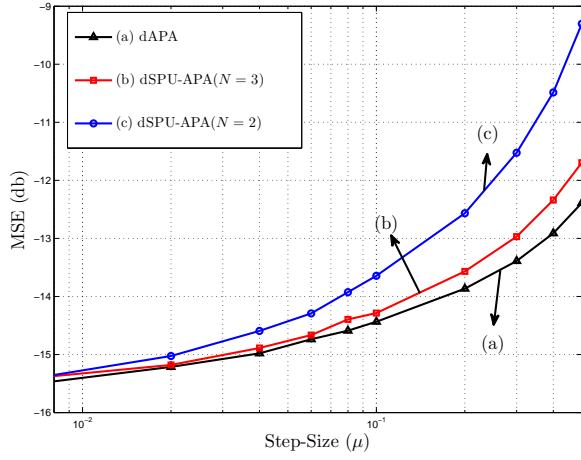 −9
−10
−11
−12
−13
−14
−15
−16
MSE (db)
(a) dAPA
(b) dSPU-APA(N = 3)
(c) dSPU-APA(N = 2)
(c)
(b)
(a)
10⁻²
10⁻¹
Step-Size (μ)